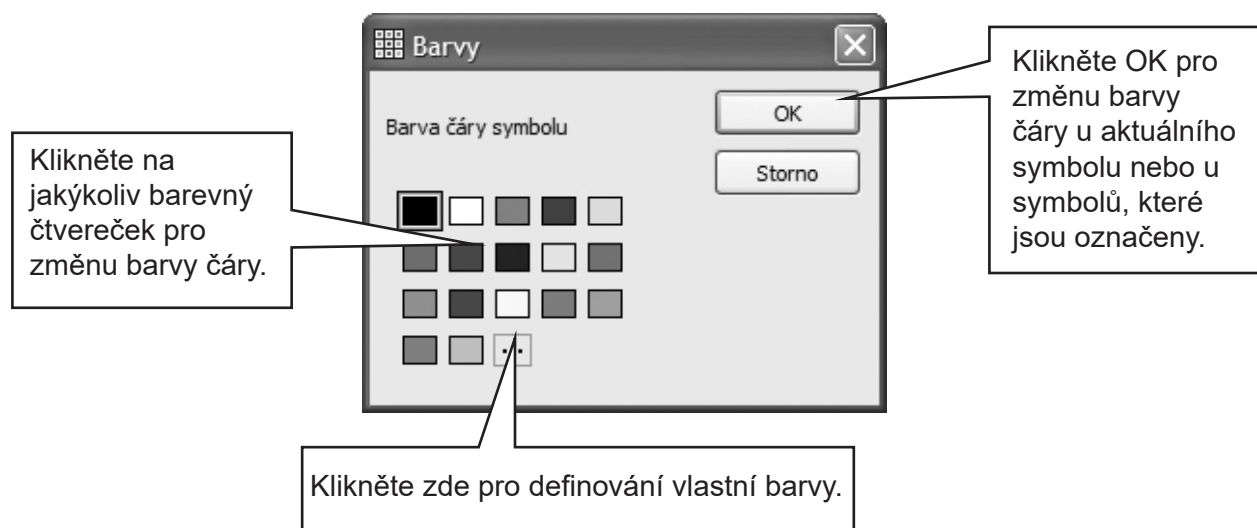 Barvy
Barva čáry symbolu
OK
Storno
Klikněte na
jakýkoliv barevný
čtvereček pro
změnu barvy čáry.
Klikněte OK pro
změnu barvy
čáry u aktuálního
symbolu nebo u
symbolů, které
jsou označeny.
Klikněte zde pro definování vlastní barvy.